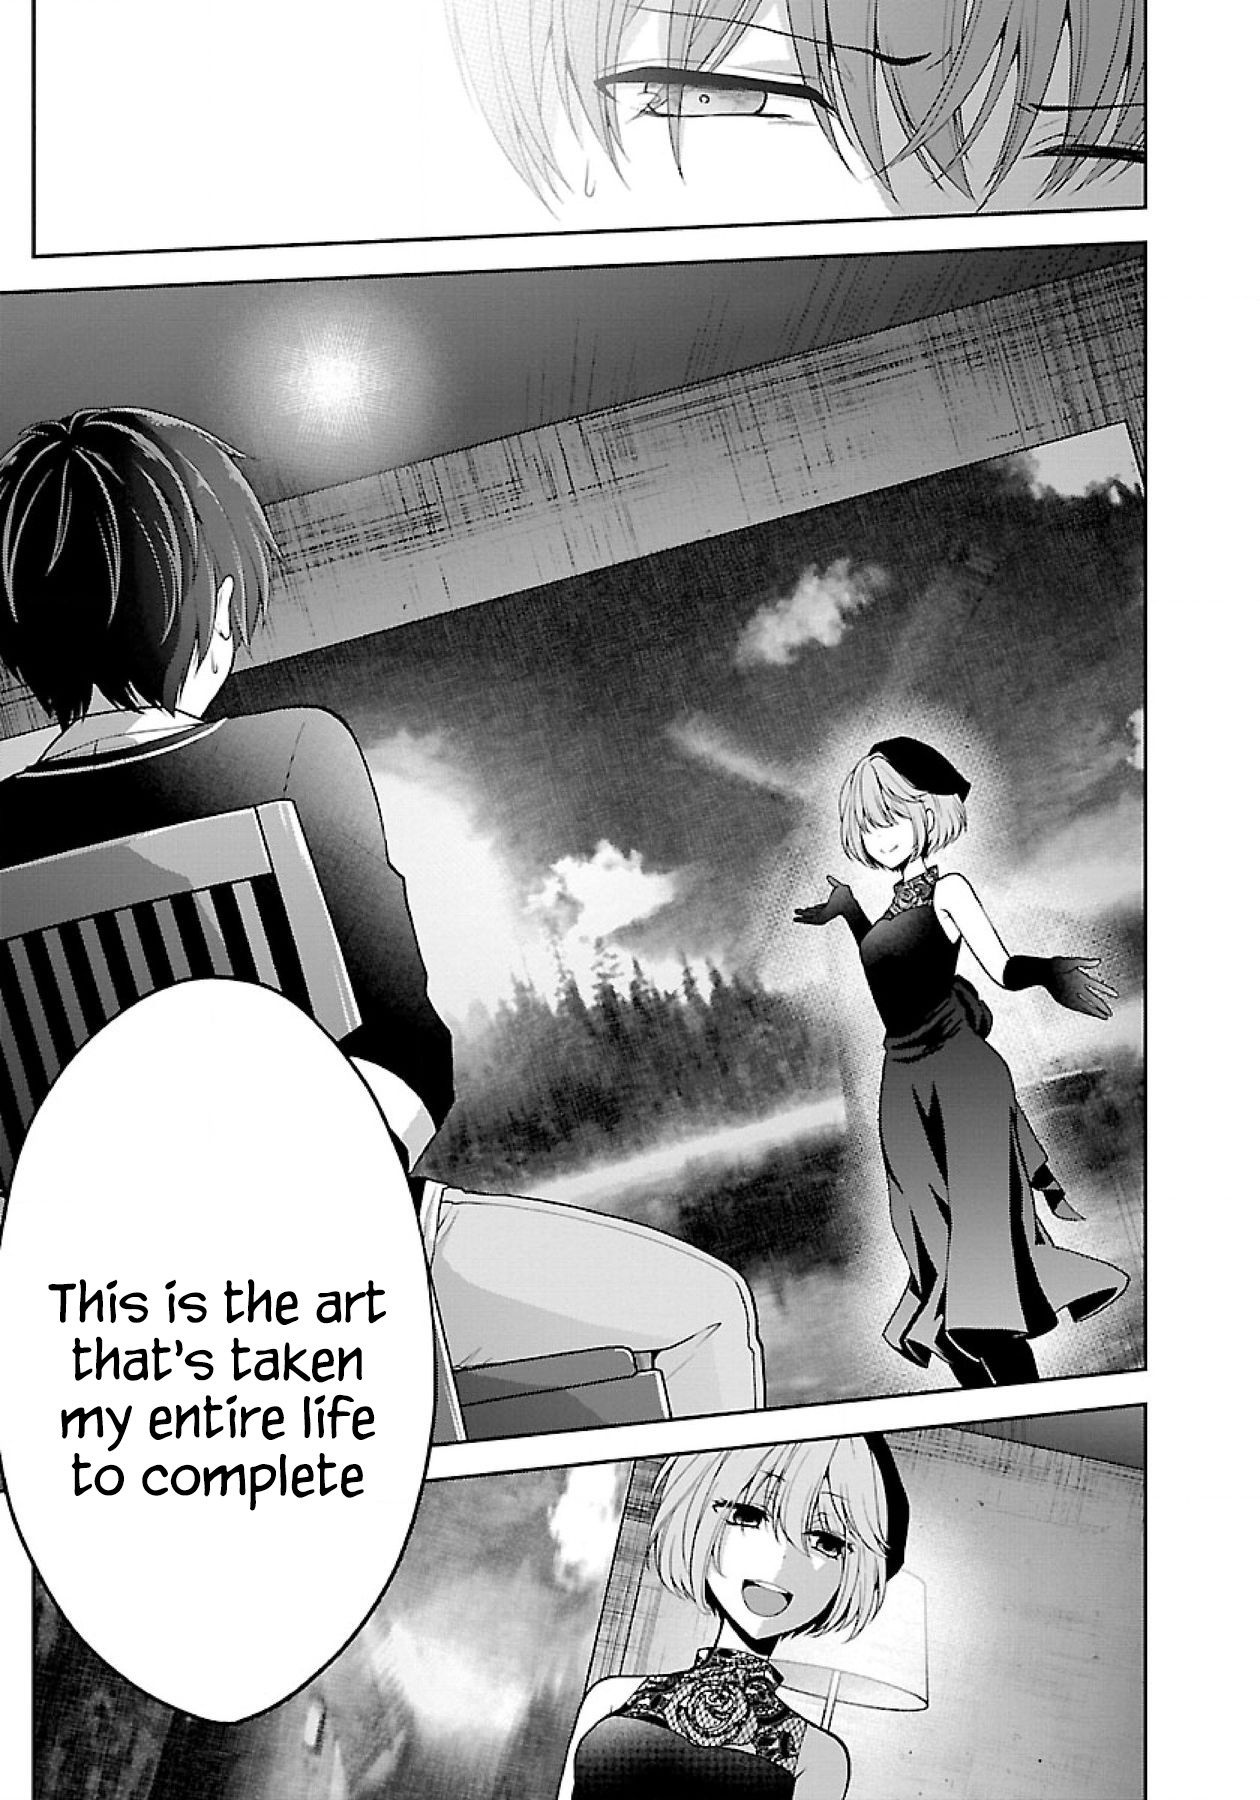 This is the art
that's taken
my entire life
to complete